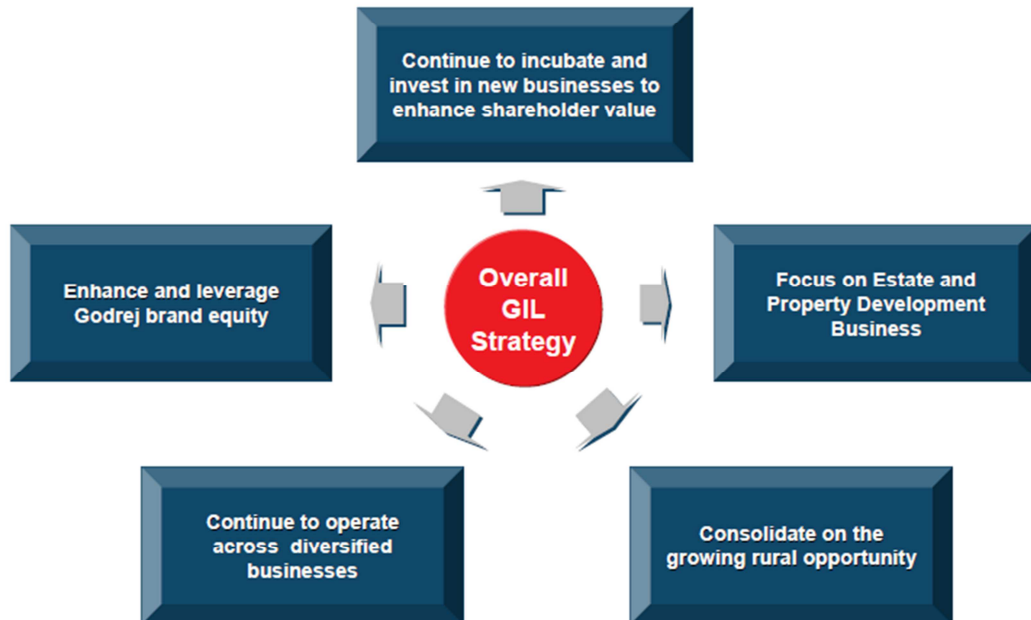 Continue to incubate and
invest in new businesses to
enhance shareholder value
Enhance and leverage
Godrej brand equity
Overall
GIL
Strategy
Focus on Estate and
Property Development
Business
Continue to operate
across diversified
businesses
Consolidate on the
growing rural opportunity